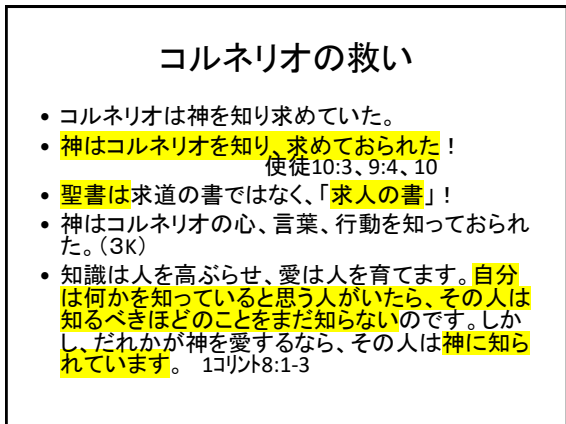 コルネリオの救い
• コルネリオは神を知り求めていた。
• 神はコルネリオを知り、求めておられた!
使徒10:3、9:4、10
• 聖書は求道の書ではなく、「求人の書」!
• 神はコルネリオの心、言葉、行動を知っておられ
た。(3K)
• 知識は人を高ぶらせ、愛は人を育てます。自分
は何かを知っていると思う人がいたら、その人は
知るべきほどのことをまだ知らないのです。しか
し、だれかが神を愛するなら、その人は神に知ら
れています。 1コリント8:1-3